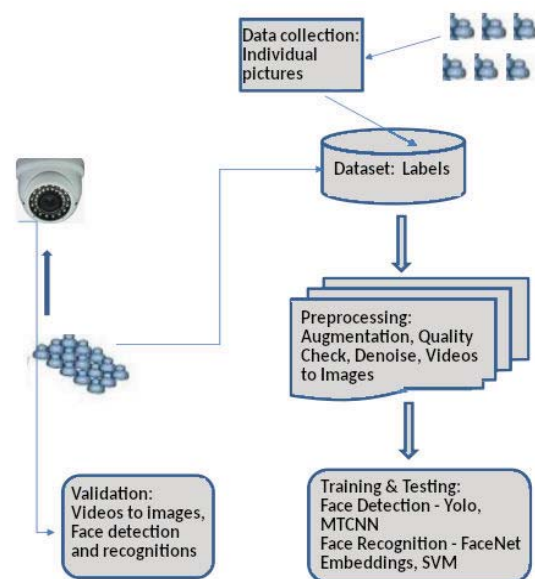 Data collection:
Individual
pictures
Dataset: Labels
Preprocessing:
Augmentation, Quality
Check, Denoise, Videos
to Images
Validation:
Videos to images,
Face detection
and recognitions
Training & Testing:
Face Detection - Yolo,
MTCNN
Face Recognition - FaceNet
Embeddings, SVM